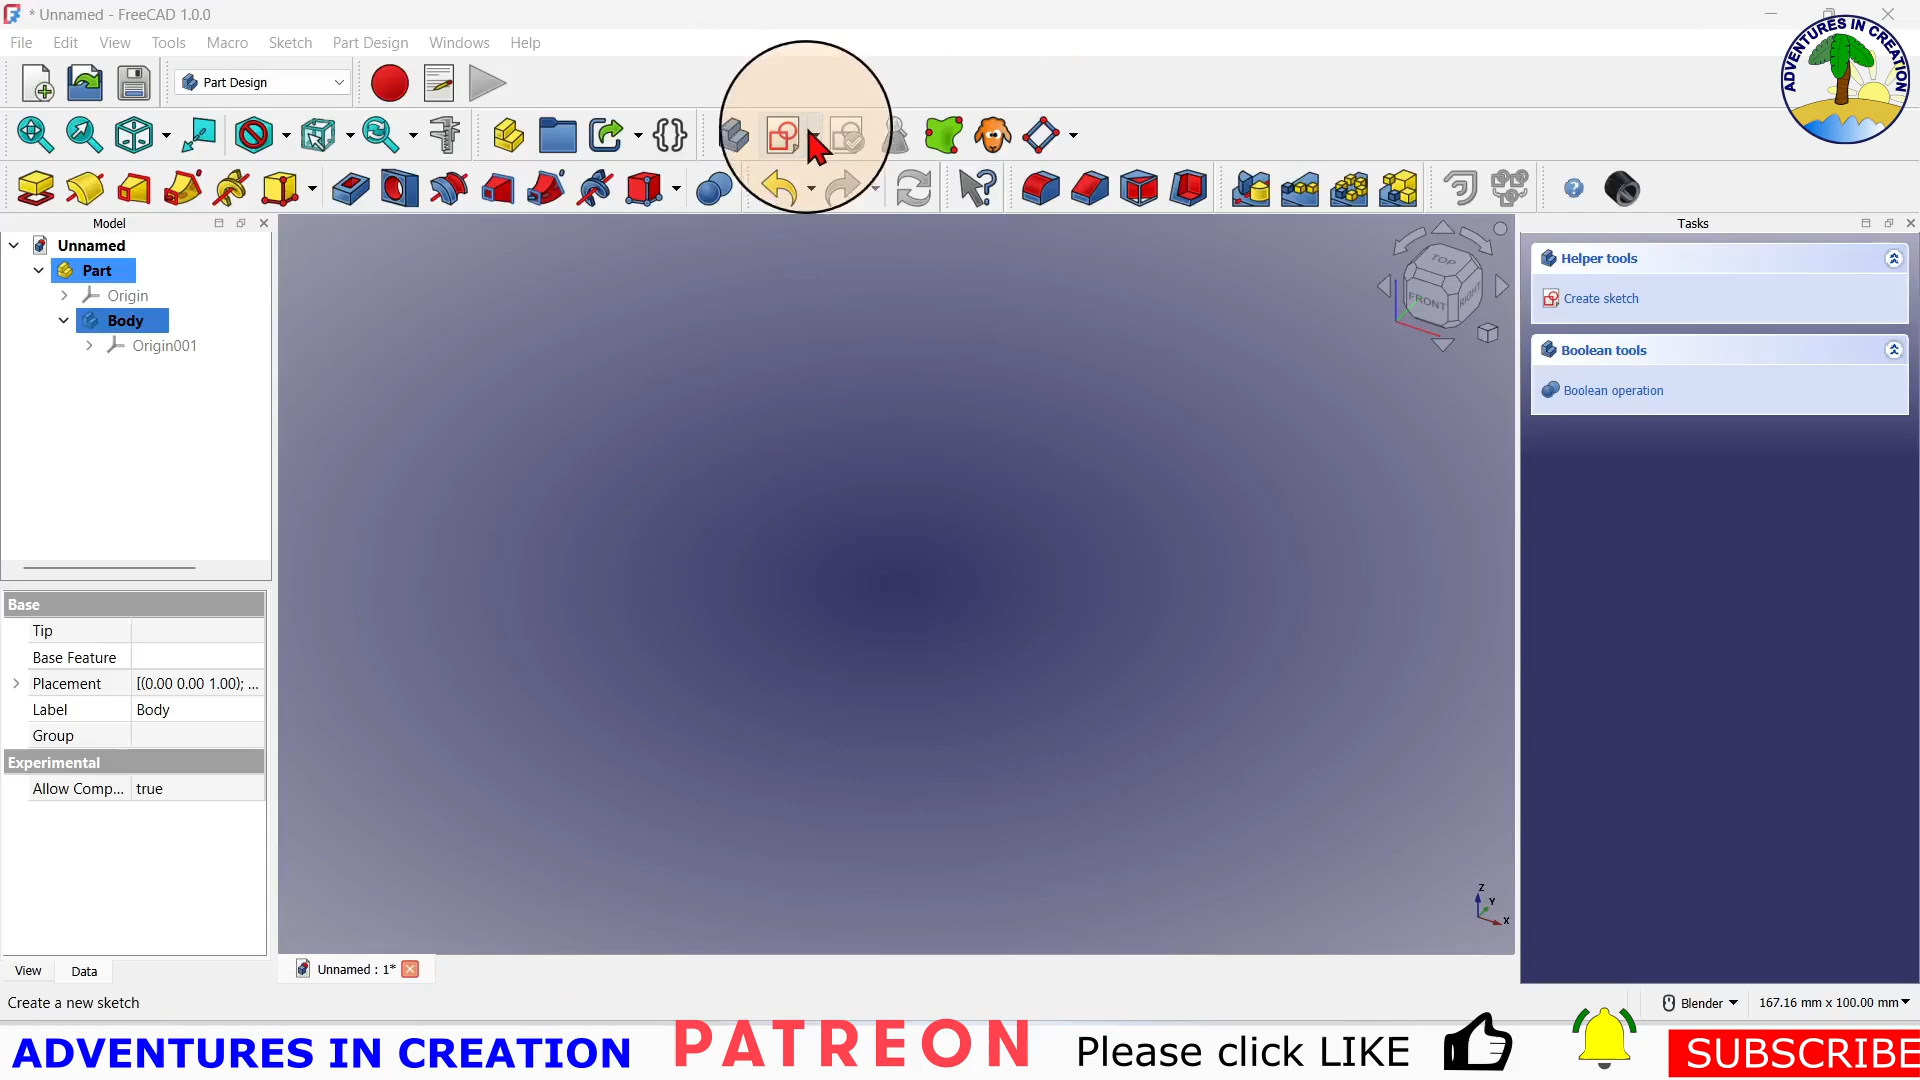 * Unnamed - FreeCAD 1.0.0
File Edit View Tools Macro Sketch Part Design Windows Help
ADVENTURES IN CREATION
Part Design
Model
Unnamed
Part
Origin
Body
Origin001
Base
Tip
Base Feature
Placement [(0.00 0.00 1.00); ...
Label Body
Group
Experimental
Allow Comp... true
View Data
TOP
FRONT
RIGHT
Z
Y
X
Unnamed : 1*
Tasks
Helper tools
Create sketch
Boolean tools
Boolean operation
Create a new sketch
Blender
167.16 mm x 100.00 mm
ADVENTURES IN CREATION
PATREON
Please click LIKE
SUBSCRIBE